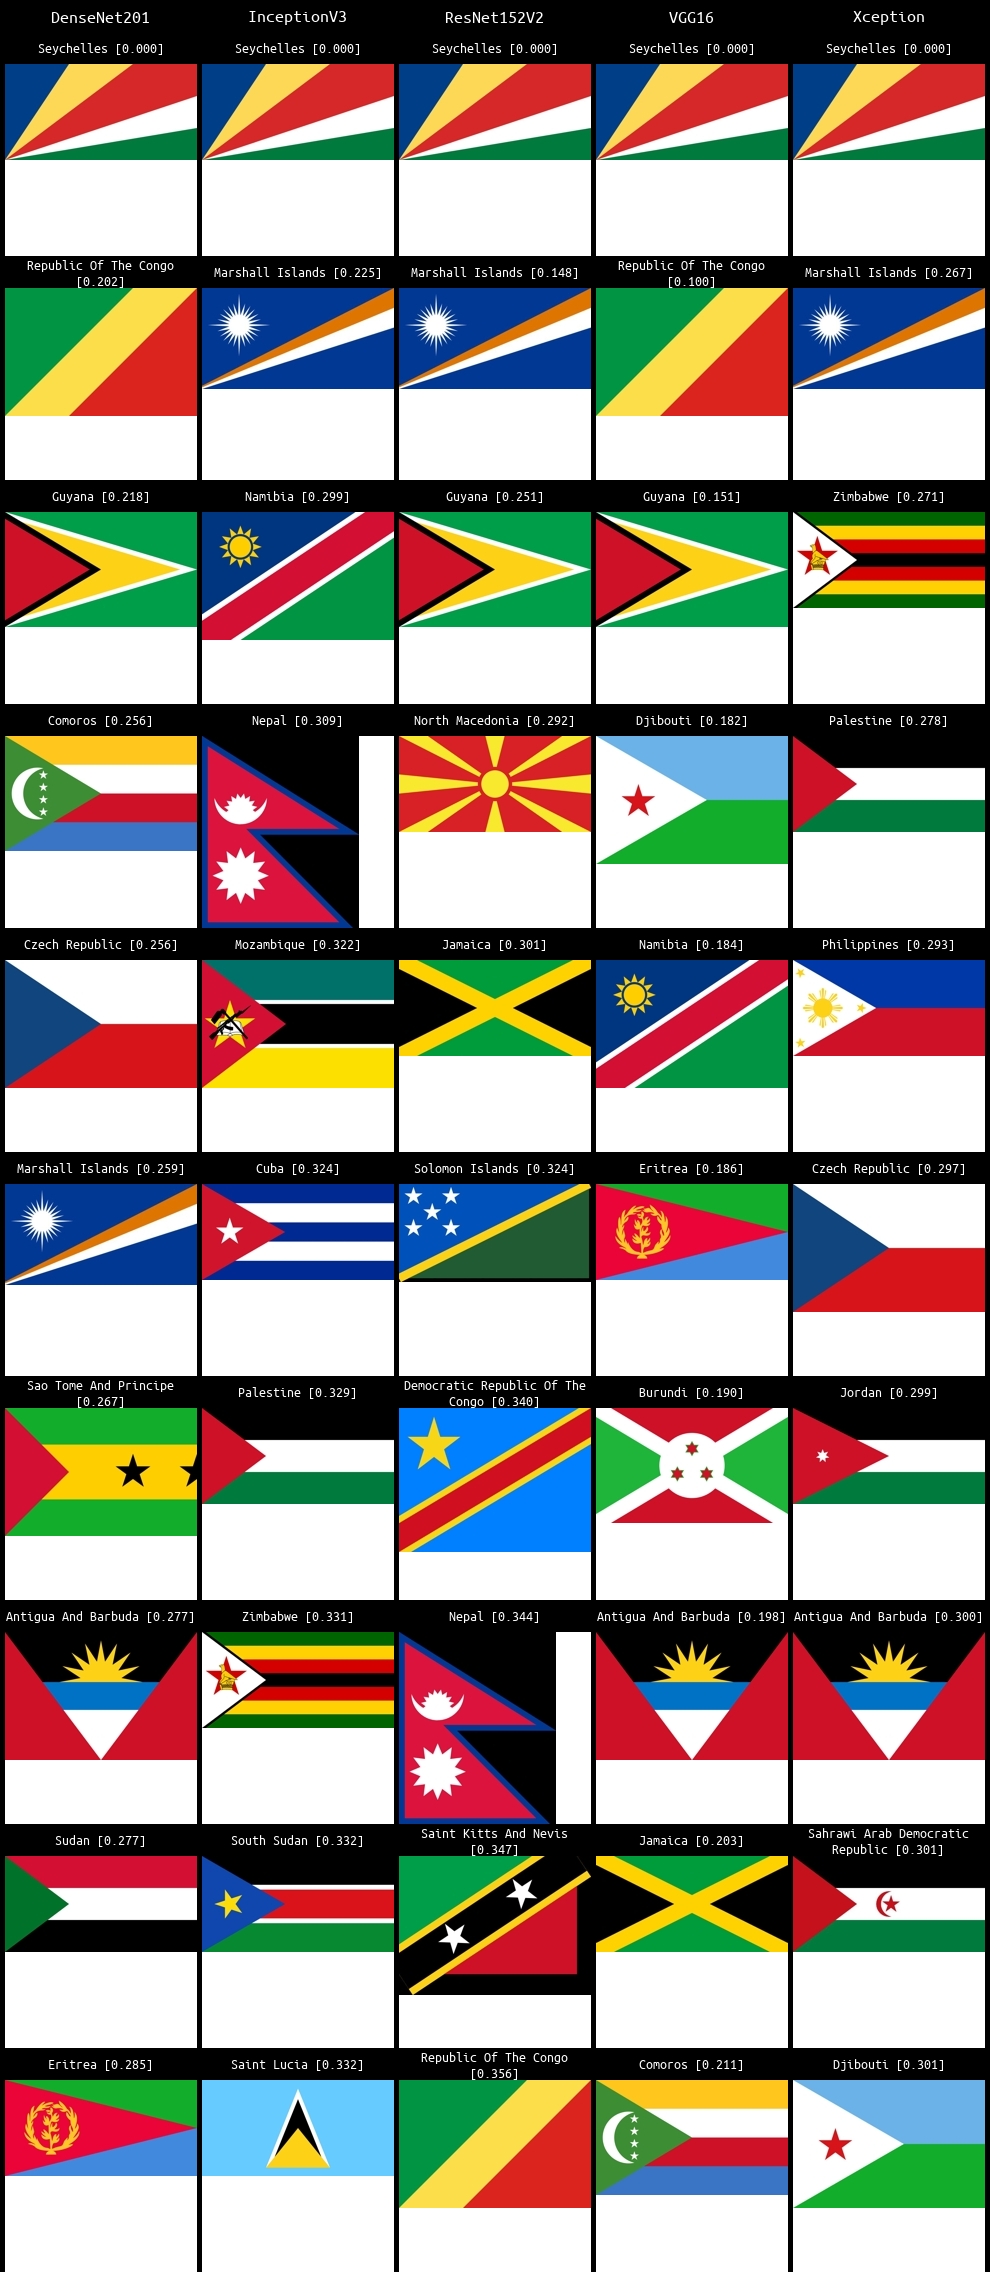 DenseNet201 InceptionV3 ResNet152V2 VGG16 Xception
Seychelles [0.000] Seychelles [0.000] Seychelles [0.000] Seychelles [0.000] Seychelles [0.000]
Republic Of The Congo [0.202] Marshall Islands [0.225] Marshall Islands [0.148] Republic Of The Congo [0.100] Marshall Islands [0.267]
Guyana [0.218] Namibia [0.299] Guyana [0.251] Guyana [0.151] Zimbabwe [0.271]
Comoros [0.256] Nepal [0.309] North Macedonia [0.292] Djibouti [0.182] Palestine [0.278]
Czech Republic [0.256] Mozambique [0.322] Jamaica [0.301] Namibia [0.184] Philippines [0.293]
Marshall Islands [0.259] Cuba [0.324] Solomon Islands [0.324] Eritrea [0.186] Czech Republic [0.297]
Sao Tome And Principe [0.267] Palestine [0.329] Democratic Republic Of The Congo [0.340] Burundi [0.190] Jordan [0.299]
Antigua And Barbuda [0.277] Zimbabwe [0.331] Nepal [0.344] Antigua And Barbuda [0.198] Antigua And Barbuda [0.300]
Sudan [0.277] South Sudan [0.332] Saint Kitts And Nevis [0.347] Jamaica [0.203] Sahrawi Arab Democratic Republic [0.301]
Eritrea [0.285] Saint Lucia [0.332] Republic Of The Congo [0.356] Comoros [0.211] Djibouti [0.301]